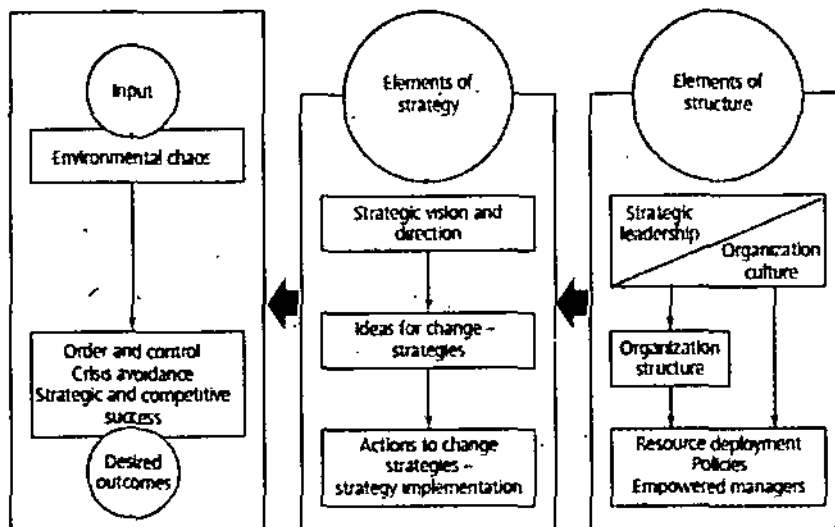 Input
Environmental chaos
Order and control
Crisis avoidance
Strategic and competitive
success
Desired
outcomes
Elements of
strategy
Strategic vision and
direction
Ideas for change –
strategies
Actions to change
strategies –
strategy implementation
Elements of
structure
Strategic
leadership
Organization
culture
Organization
structure
Resource deployment
Policies
Empowered managers